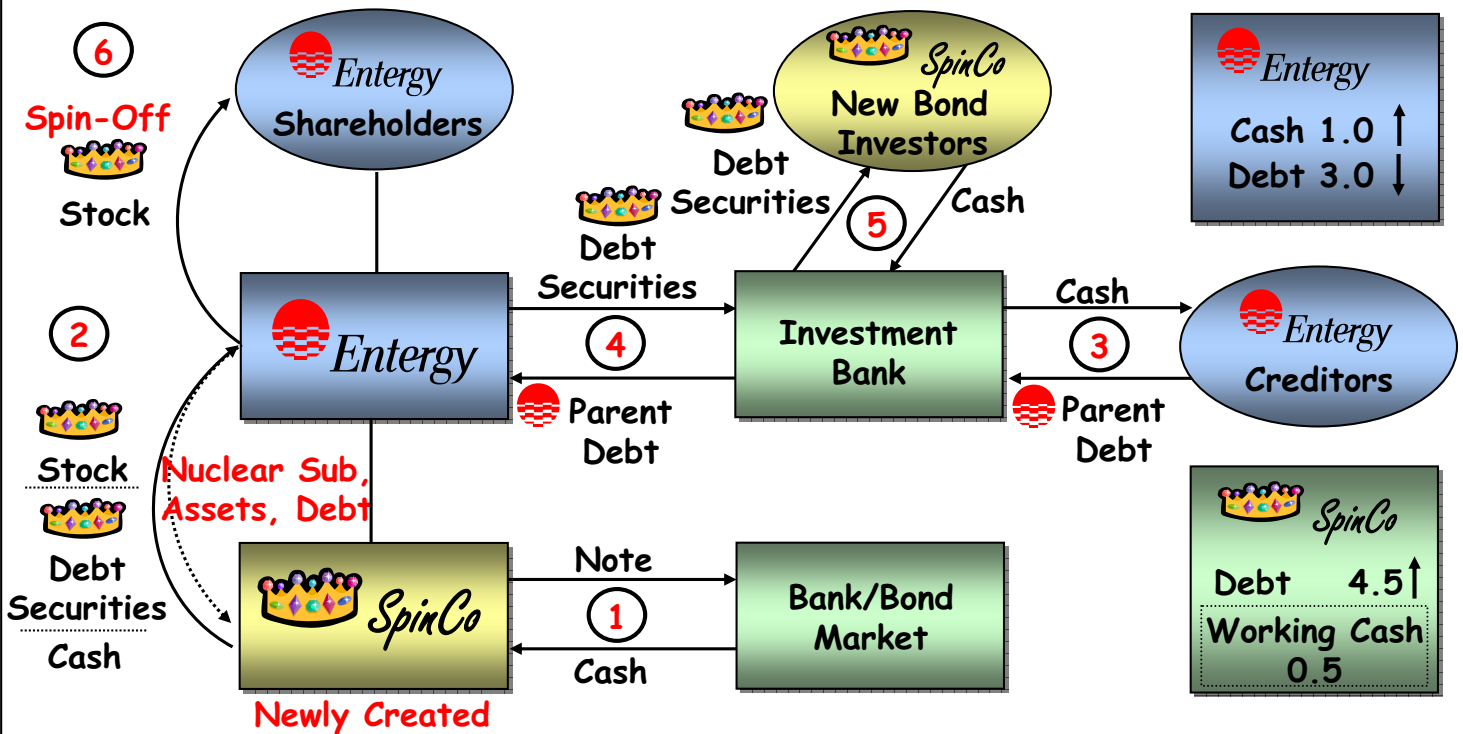 6
Spin-Off
Stock
Entergy
Shareholders
SpinCo
New Bond
Investors
Debt
Securities
5
Cash
Entergy
Cash 1.0
Debt 3.0
2
Stock
Debt
Securities
Cash
Nuclear Sub,
Assets, Debt
Entergy
Debt
Securities
4
Parent
Debt
Investment
Bank
Cash
3
Parent
Debt
Entergy
Creditors
SpinCo
Newly Created
Note
1
Cash
Bank/Bond
Market
SpinCo
Debt 4.5
Working Cash
0.5